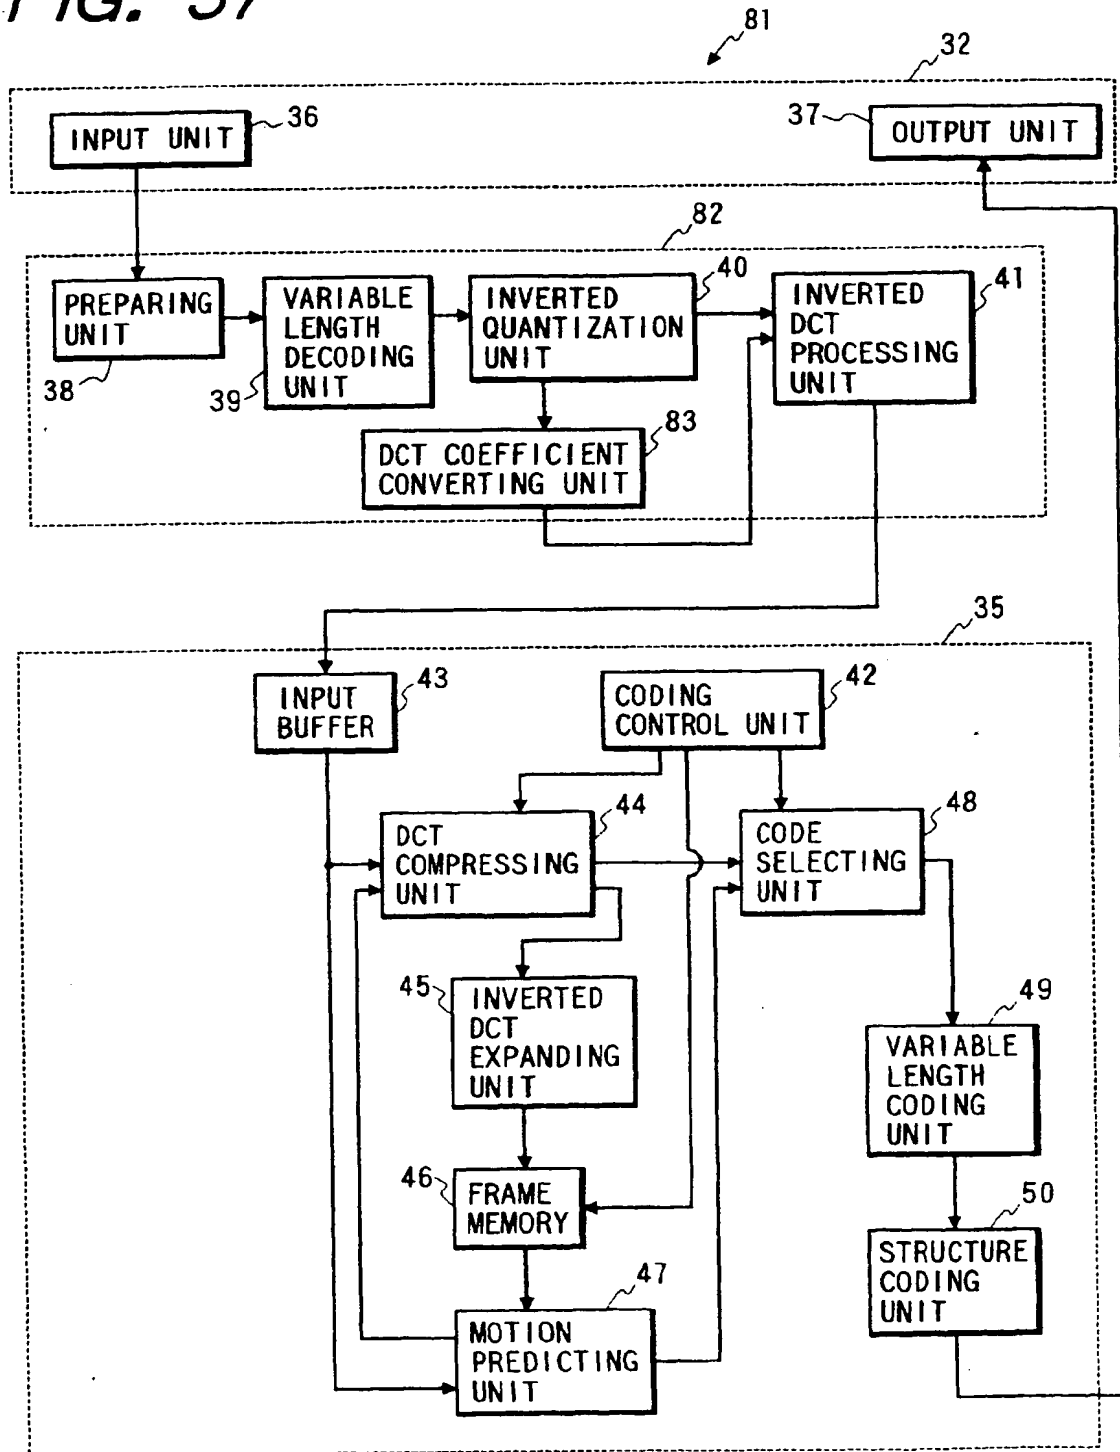 FIG. 37
81
32
INPUT UNIT
36
37
OUTPUT UNIT
82
PREPARING
UNIT
38
VARIABLE
LENGTH
DECODING
UNIT
39
INVERTED
QUANTIZATION
UNIT
40
INVERTED
DCT
PROCESSING
UNIT
41
DCT COEFFICIENT
CONVERTING UNIT
83
35
INPUT
BUFFER
43
CODING
CONTROL UNIT
42
DCT
COMPRESSING
UNIT
44
CODE
SELECTING
UNIT
48
45
INVERTED
DCT
EXPANDING
UNIT
49
VARIABLE
LENGTH
CODING
UNIT
46
FRAME
MEMORY
50
STRUCTURE
CODING
UNIT
47
MOTION
PREDICTING
UNIT